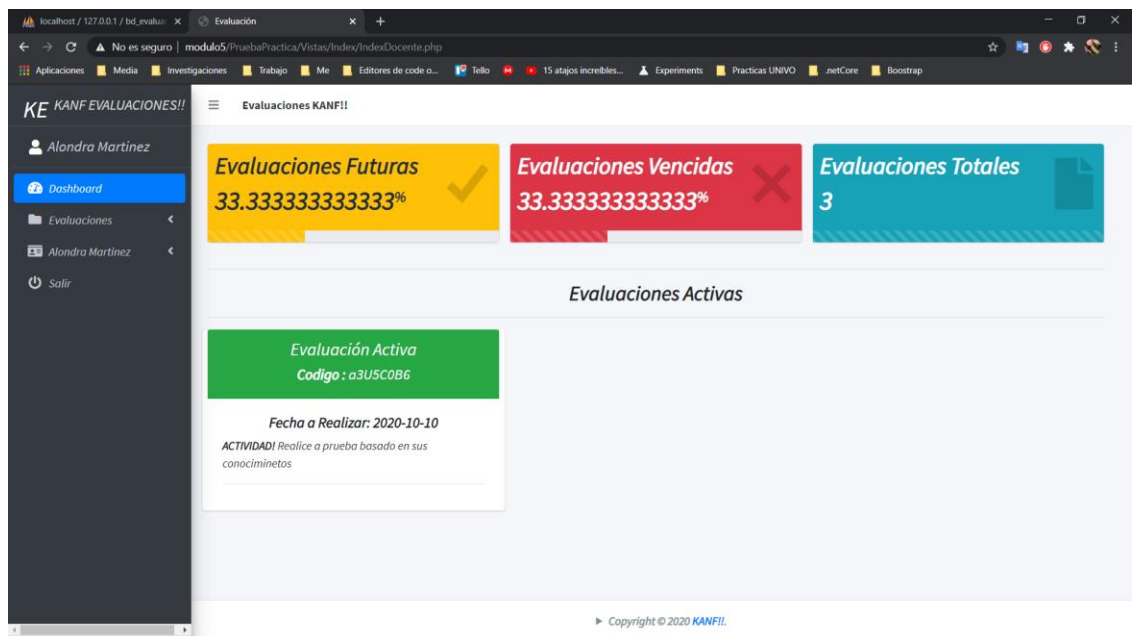 localhost / 127.0.0.1 / bd_evalua
Evaluación
No es seguro | modulo5/PruebaPractica/Vistas/Index/IndexDocente.php
Aplicaciones Media Investigaciones Trabajo Me Editores de code o... Tello 15 atajos increíbles... Experiments Practicas UNIVO .netCore Boostrap
KE KANF EVALUACIONES!!
Evaluaciones KANF!!
Alondra Martinez
Dashboard
Evaluaciones
Alondra Martinez
Salir
Evaluaciones Futuras
33.333333333333%
Evaluaciones Vencidas
33.333333333333%
Evaluaciones Totales
3
Evaluaciones Activas
Evaluación Activa
Codigo : a3U5C0B6
Fecha a Realizar: 2020-10-10
ACTIVIDAD! Realice a prueba basado en sus
conociminetos
Copyright © 2020 KANF!!.